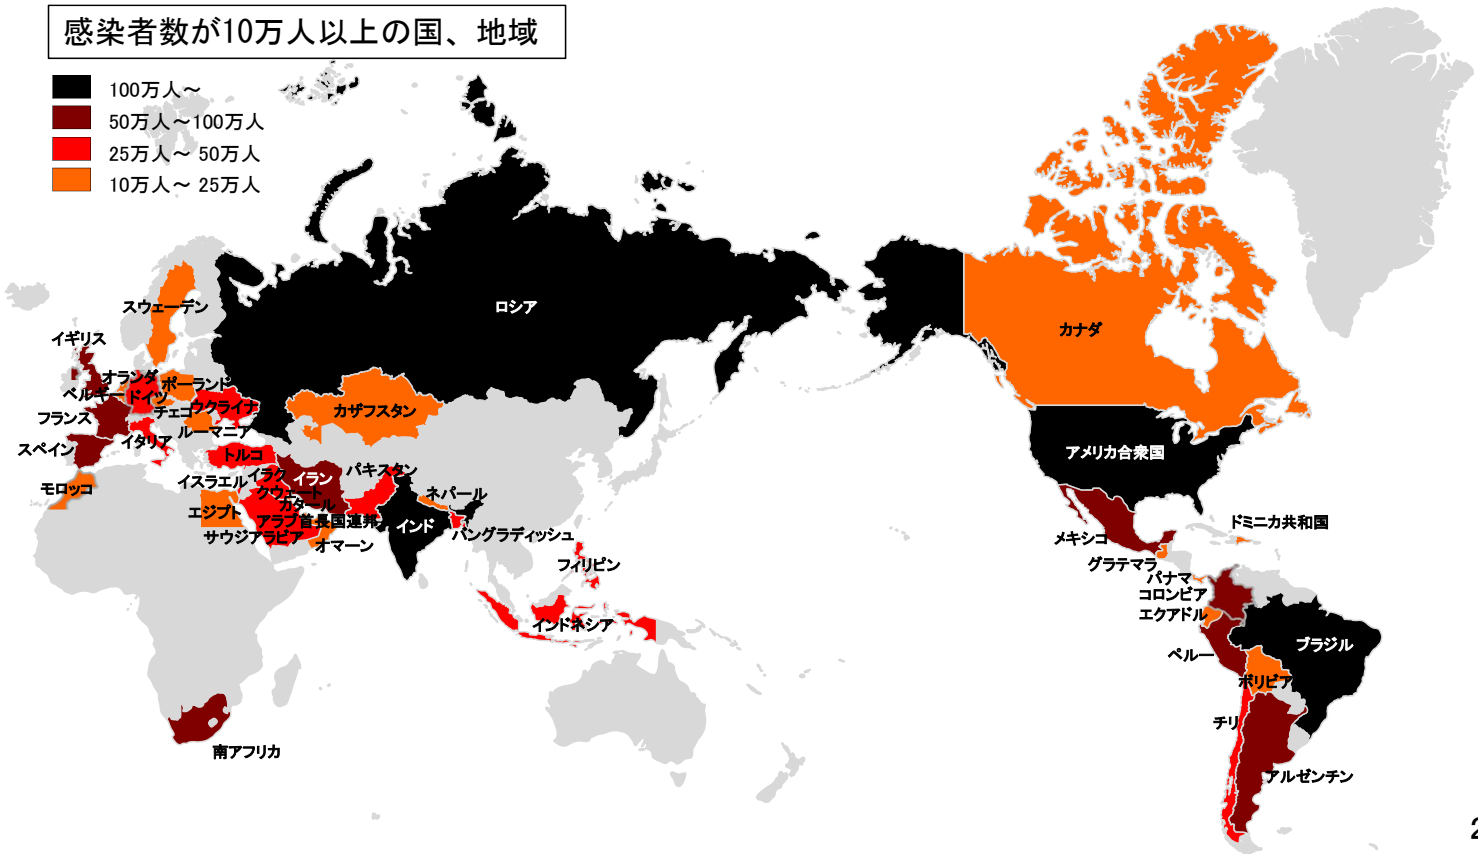 感染者数が10万人以上の国、地域
100万人～
50万人～100万人
25万人～ 50万人
10万人～ 25万人
ロシア
スウェーデン
カナダ
イギリス
オランダ
ポーランド
ベルギー
ドイツ
ウクライナ
チェコ
カザフスタン
フランス
ルーマニア
イタリア
スペイン
トルコ
アメリカ合衆国
パキスタン
イスラエル
イラク
イラン
モロッコ
クウェート
ネパール
カタール
エジプト
アラブ首長国連邦
インド
サウジアラビア
オマーン
バングラディッシュ
ドミニカ共和国
メキシコ
フィリピン
グラテマラ
パナマ
コロンビア
エクアドル
インドネシア
ブラジル
ペルー
ボリビア
チリ
南アフリカ
アルゼンチン
2